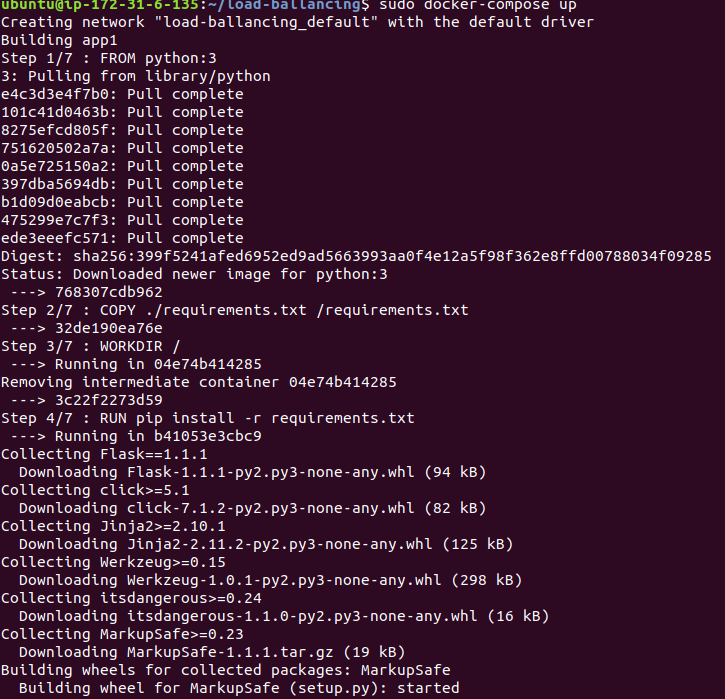 ubuntu@ip-172-31-6-135:~/load-ballancing$ sudo docker-compose up
Creating network "load-ballancing_default" with the default driver
Building app1
Step 1/7 : FROM python:3
3: Pulling from library/python
e4c3d3e4f7b0: Pull complete
101c41d0463b: Pull complete
8275efcd805f: Pull complete
751620502a7a: Pull complete
0a5e725150a2: Pull complete
397dba5694db: Pull complete
b1d09d0eabcb: Pull complete
475299e7c7f3: Pull complete
ede3eeefc571: Pull complete
Digest: sha256:399f5241afed6952ed9ad5663993aa0f4e12a5f98f362e8ffd00788034f09285
Status: Downloaded newer image for python:3
 ---> 768307cdb962
Step 2/7 : COPY ./requirements.txt /requirements.txt
 ---> 32de190ea76e
Step 3/7 : WORKDIR /
 ---> Running in 04e74b414285
Removing intermediate container 04e74b414285
 ---> 3c22f2273d59
Step 4/7 : RUN pip install -r requirements.txt
 ---> Running in b41053e3cbc9
Collecting Flask==1.1.1
  Downloading Flask-1.1.1-py2.py3-none-any.whl (94 kB)
Collecting click>=5.1
  Downloading click-7.1.2-py2.py3-none-any.whl (82 kB)
Collecting Jinja2>=2.10.1
  Downloading Jinja2-2.11.2-py2.py3-none-any.whl (125 kB)
Collecting Werkzeug>=0.15
  Downloading Werkzeug-1.0.1-py2.py3-none-any.whl (298 kB)
Collecting itsdangerous>=0.24
  Downloading itsdangerous-1.1.0-py2.py3-none-any.whl (16 kB)
Collecting MarkupSafe>=0.23
  Downloading MarkupSafe-1.1.1.tar.gz (19 kB)
Building wheels for collected packages: MarkupSafe
  Building wheel for MarkupSafe (setup.py): started